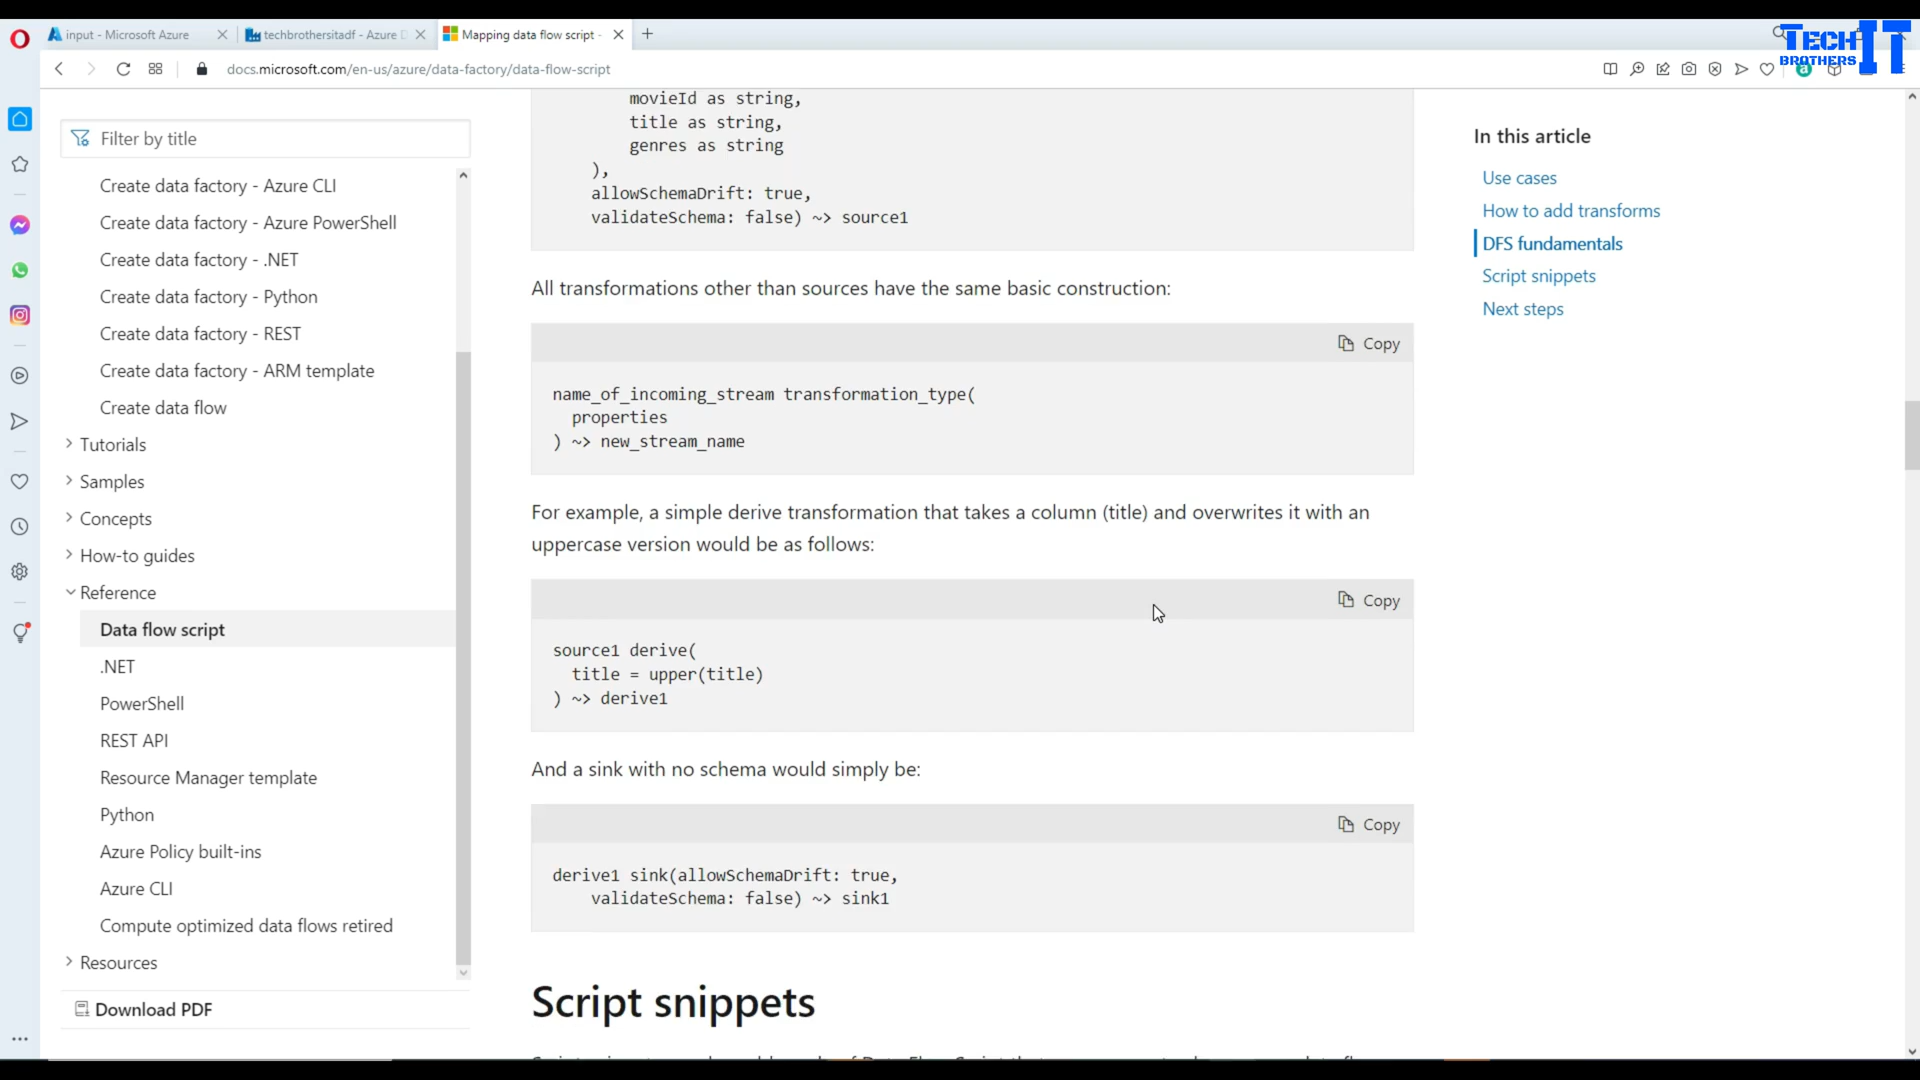 input - Microsoft Azure
techbrothersitadf - Azure
Mapping data flow script -
TECH IT
BROTHERS
docs.microsoft.com/en-us/azure/data-factory/data-flow-script
Filter by title
Create data factory - Azure CLI
Create data factory - Azure PowerShell
Create data factory - .NET
Create data factory - Python
Create data factory - REST
Create data factory - ARM template
Create data flow
Tutorials
Samples
Concepts
How-to guides
Reference
Data flow script
.NET
PowerShell
REST API
Resource Manager template
Python
Azure Policy built-ins
Azure CLI
Compute optimized data flows retired
Resources
Download PDF
movieId as string,
title as string,
genres as string
),
allowSchemaDrift: true,
validateSchema: false) ~> source1
All transformations other than sources have the same basic construction:
Copy
name_of_incoming_stream transformation_type(
properties
) ~> new_stream_name
For example, a simple derive transformation that takes a column (title) and overwrites it with an
uppercase version would be as follows:
Copy
source1 derive(
title = upper(title)
) ~> derive1
And a sink with no schema would simply be:
Copy
derive1 sink(allowSchemaDrift: true,
validateSchema: false) ~> sink1
Script snippets
In this article
Use cases
How to add transforms
DFS fundamentals
Script snippets
Next steps